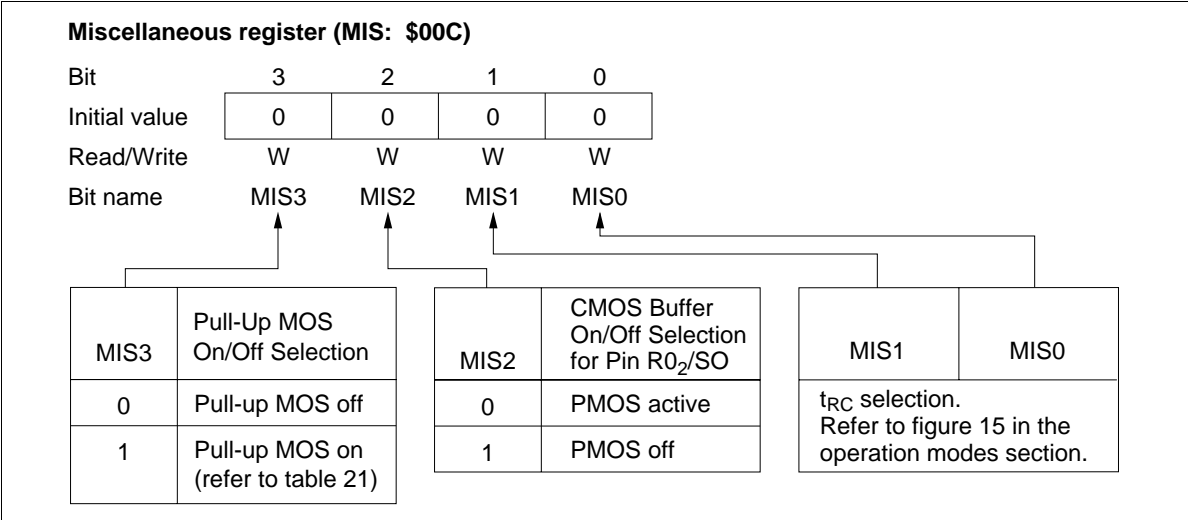 Miscellaneous register (MIS: $00C)
Bit 3 2 1 0
Initial value 0 0 0 0
Read/Write W W W W
Bit name MIS3 MIS2 MIS1 MIS0
MIS3
Pull-Up MOS
On/Off Selection
0 Pull-up MOS off
1 Pull-up MOS on
(refer to table 21)
MIS2
CMOS Buffer
On/Off Selection
for Pin R0₂/SO
0 PMOS active
1 PMOS off
MIS1 MIS0
tRC selection.
Refer to figure 15 in the
operation modes section.